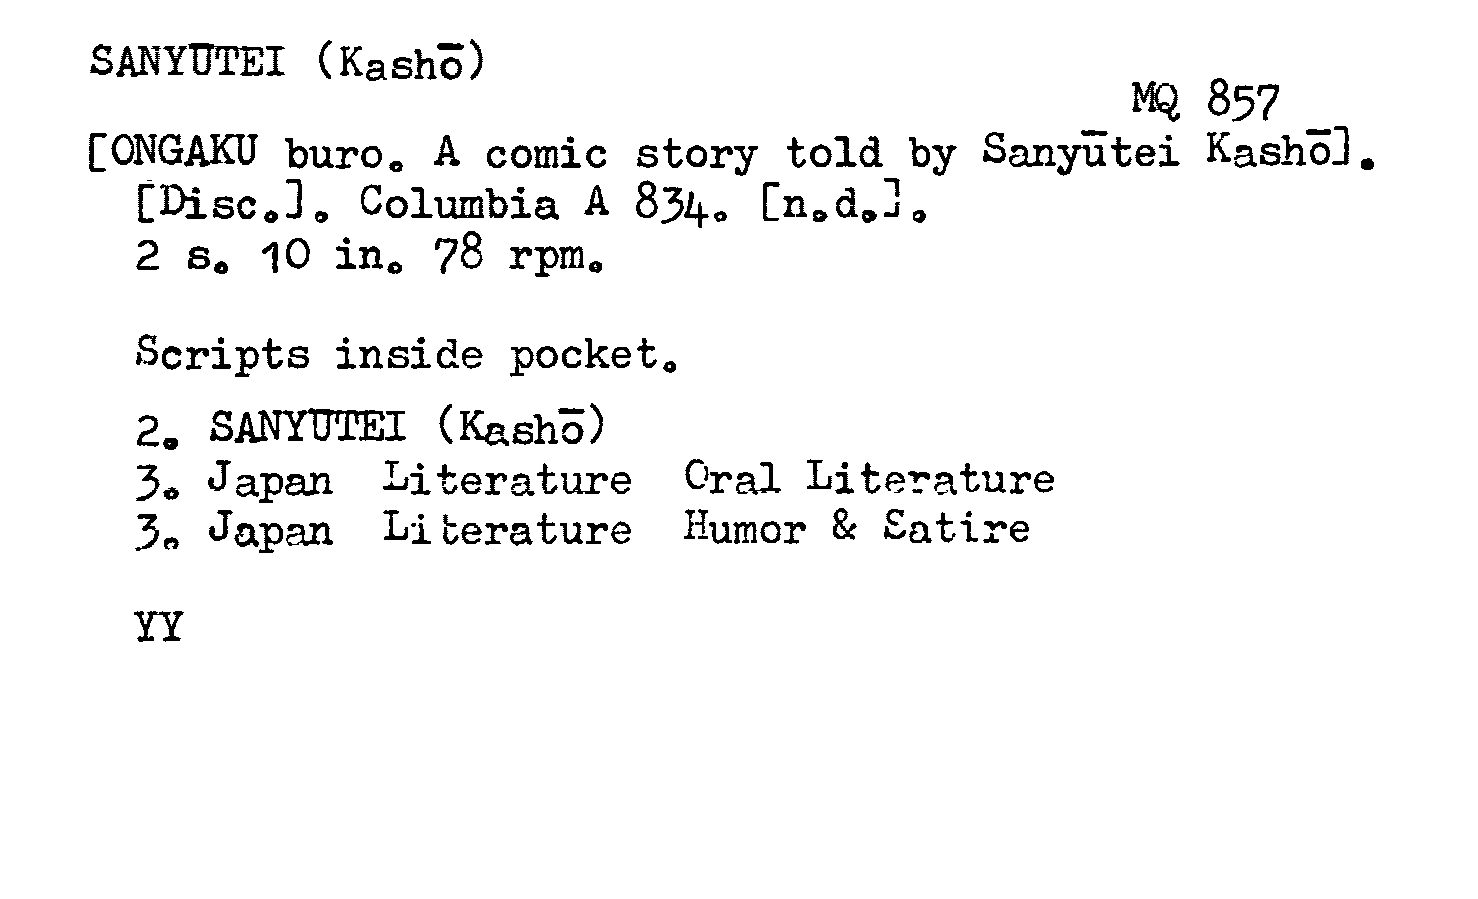 SANYŪTEI (Kashō)
MQ 857
[ONGAKU buro. A comic story told by Sanyūtei Kashō].
[Disc.]. Columbia A 834. [n.d.].
2 s. 10 in. 78 rpm.
Scripts inside pocket.
2. SANYŪTEI (Kashō)
3. Japan Literature Oral Literature
3. Japan Literature Humor & Satire
YY